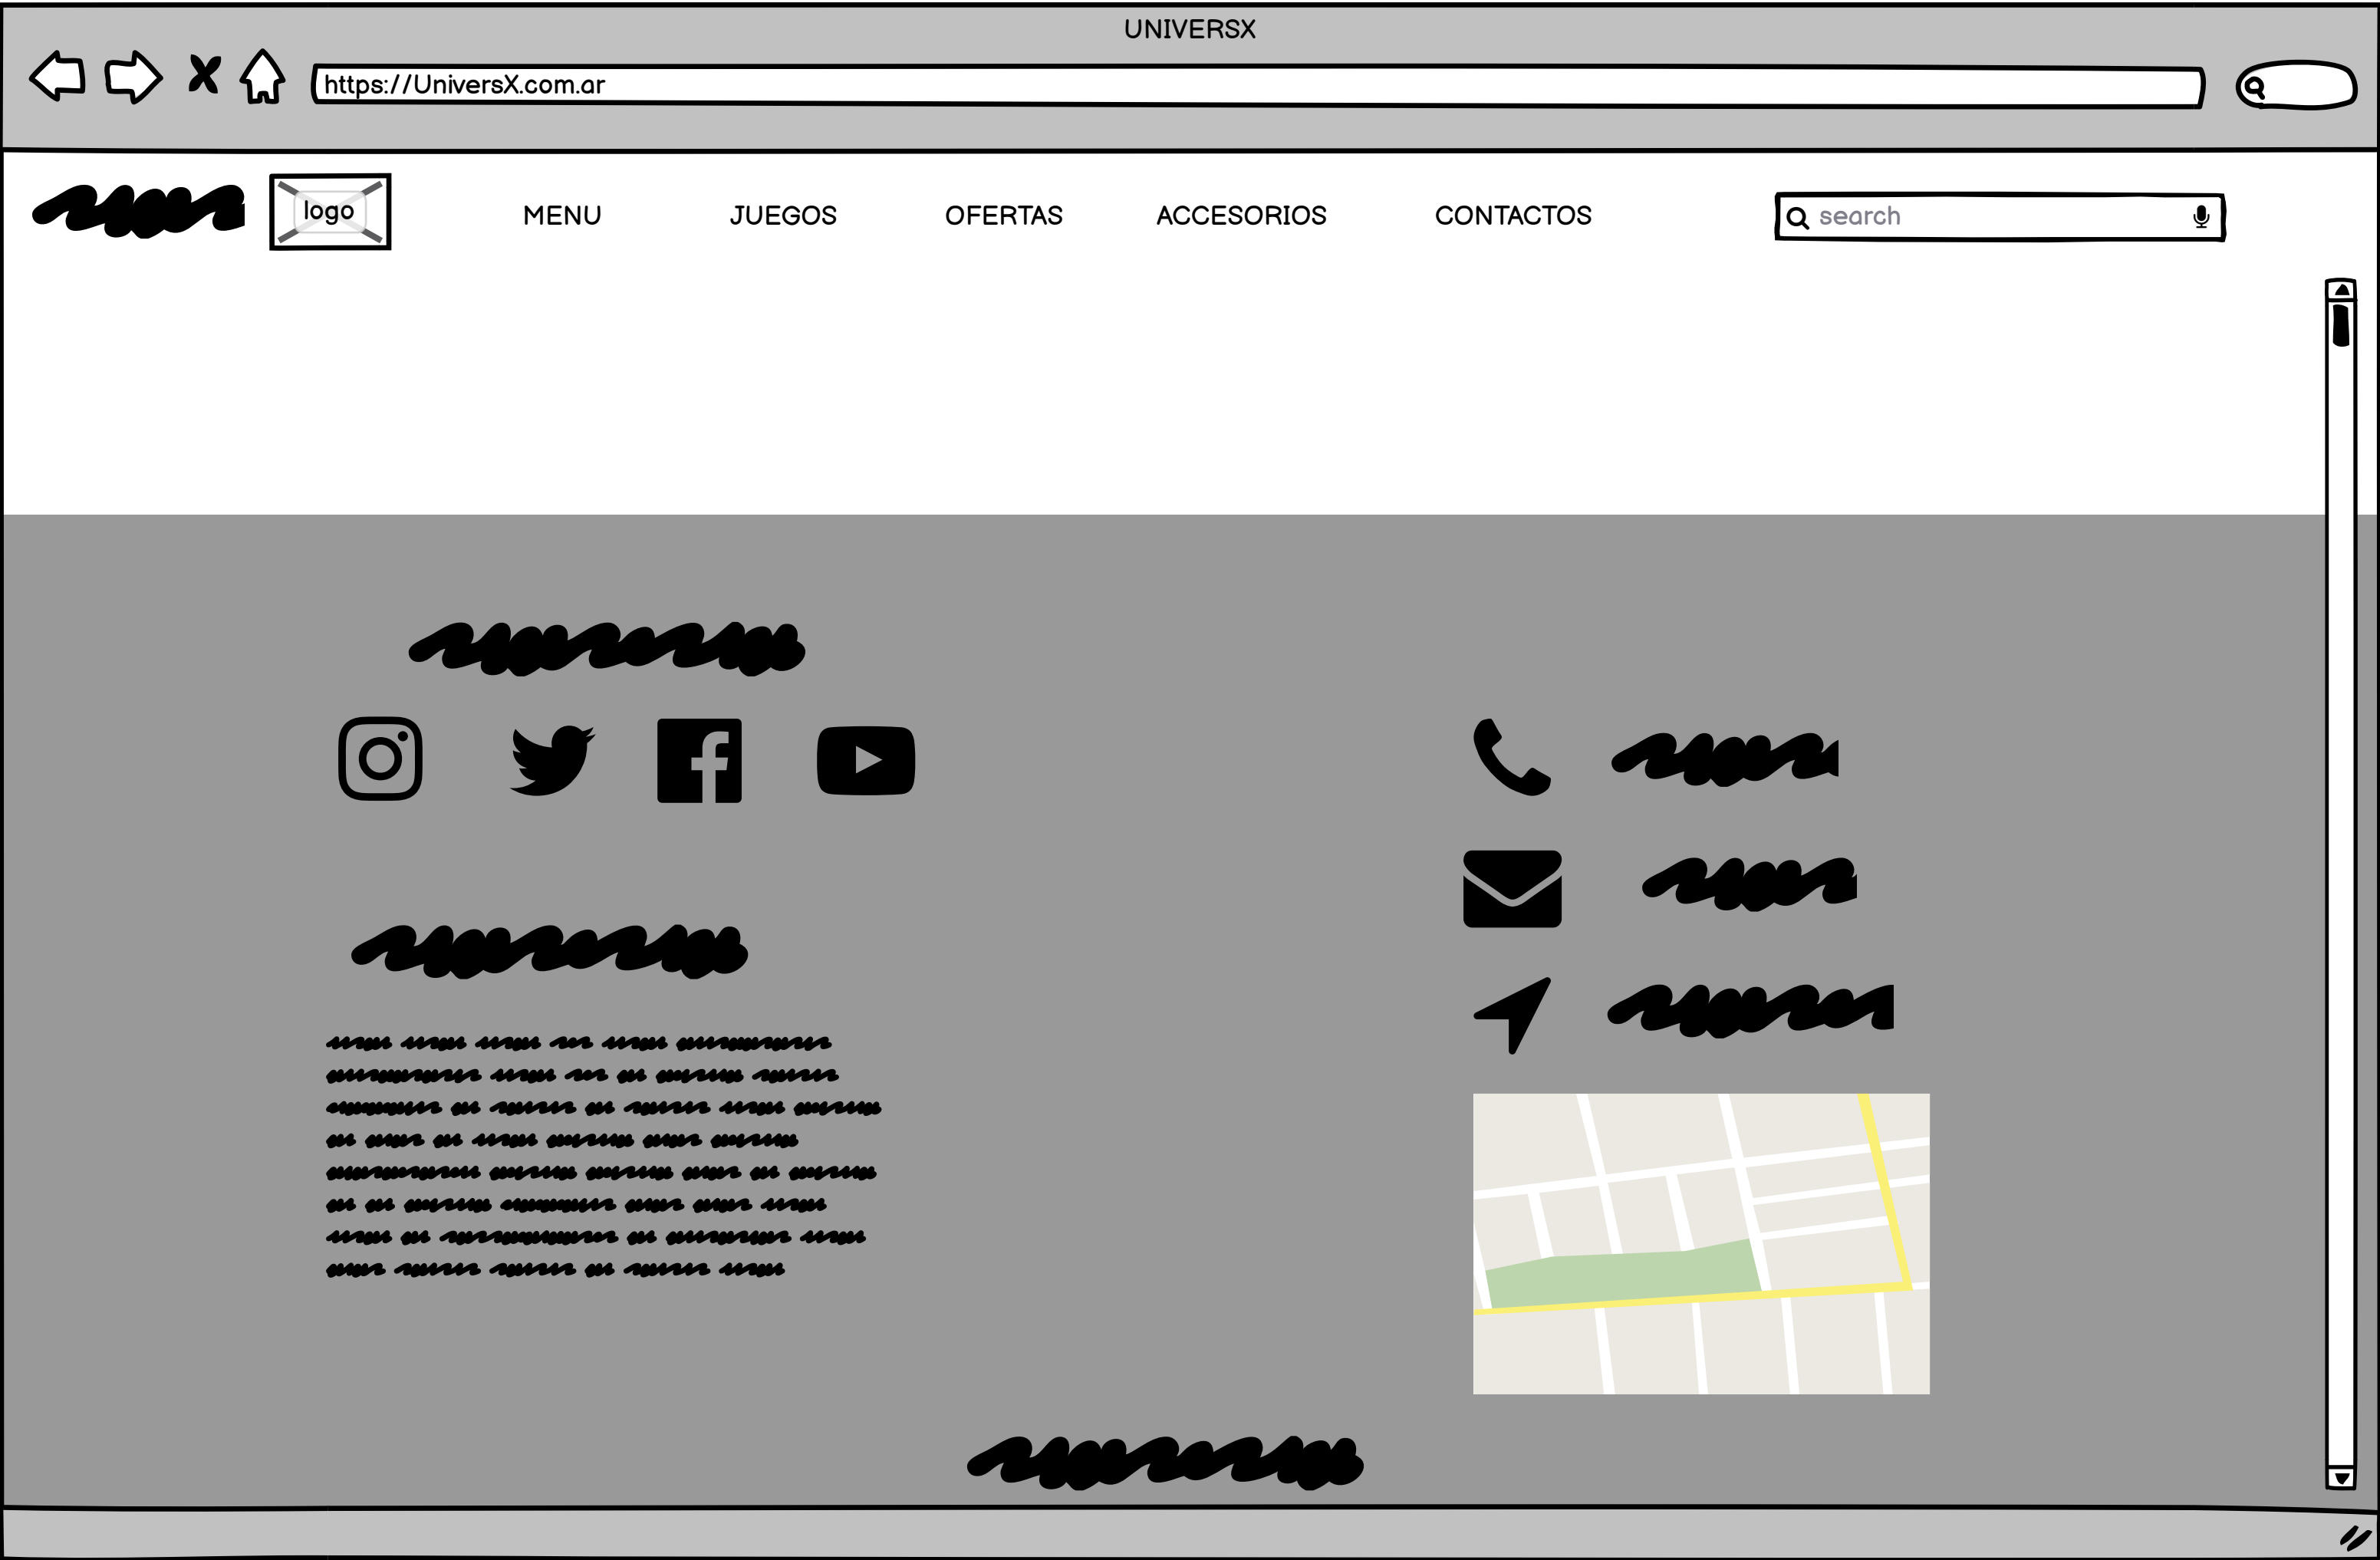 UNIVERSX
https://UniversX.com.ar
logo
MENU JUEGOS OFERTAS ACCESORIOS CONTACTOS
search